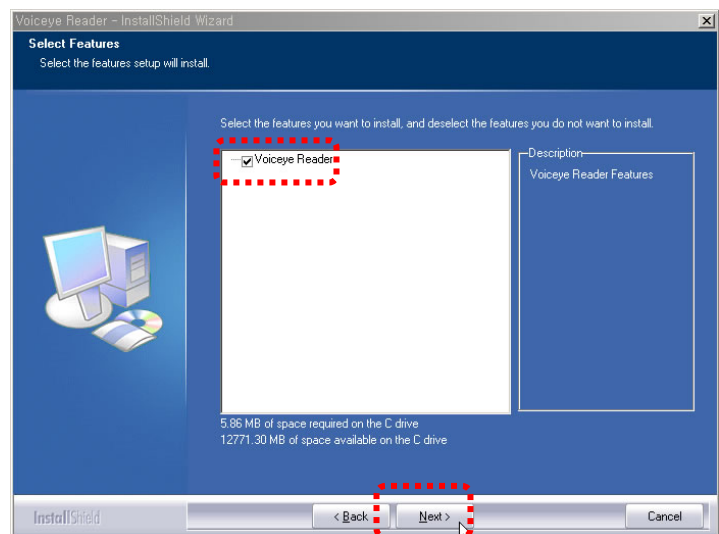 Voiceye Reader - InstallShield Wizard
Select Features
Select the features setup will install.
Select the features you want to install, and deselect the features you do not want to install.
Voiceye Reader
Description
Voiceye Reader Features
5.86 MB of space required on the C drive
12771.30 MB of space available on the C drive
InstallShield
< Back
Next >
Cancel